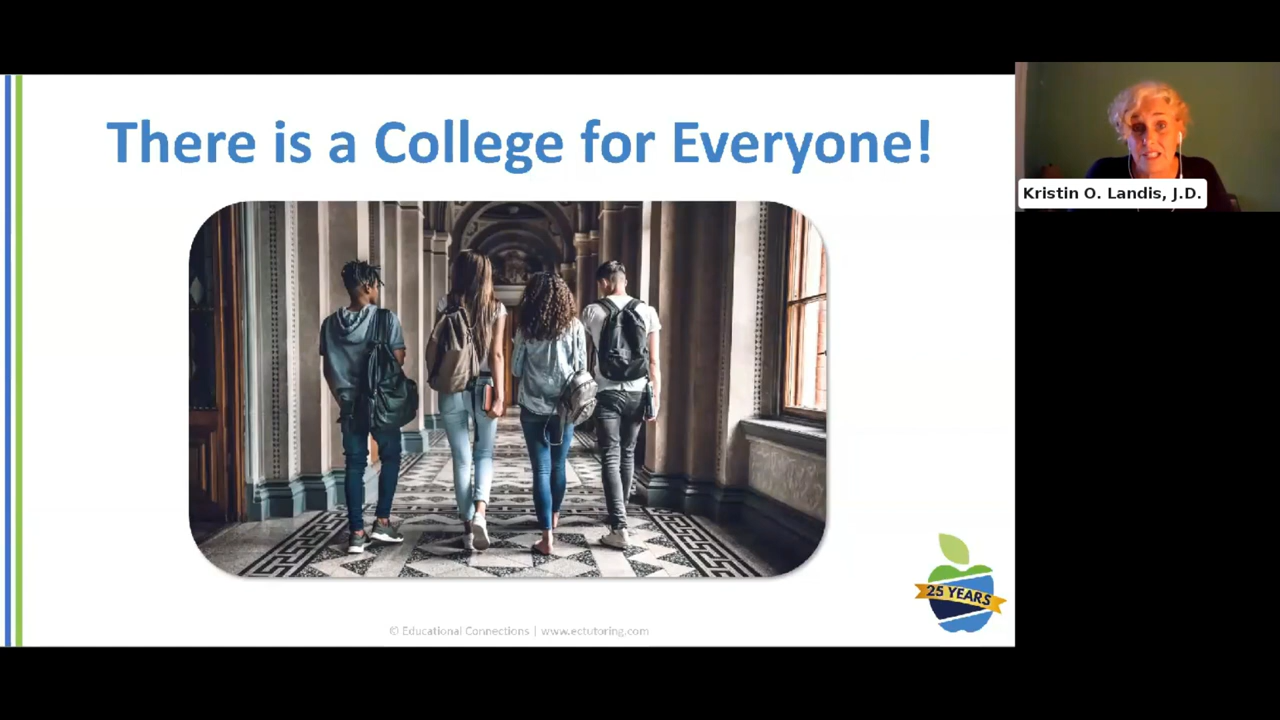 There is a College for Everyone!
Kristin O. Landis, J.D.
25 YEARS
© Educational Connections | www.ectutoring.com